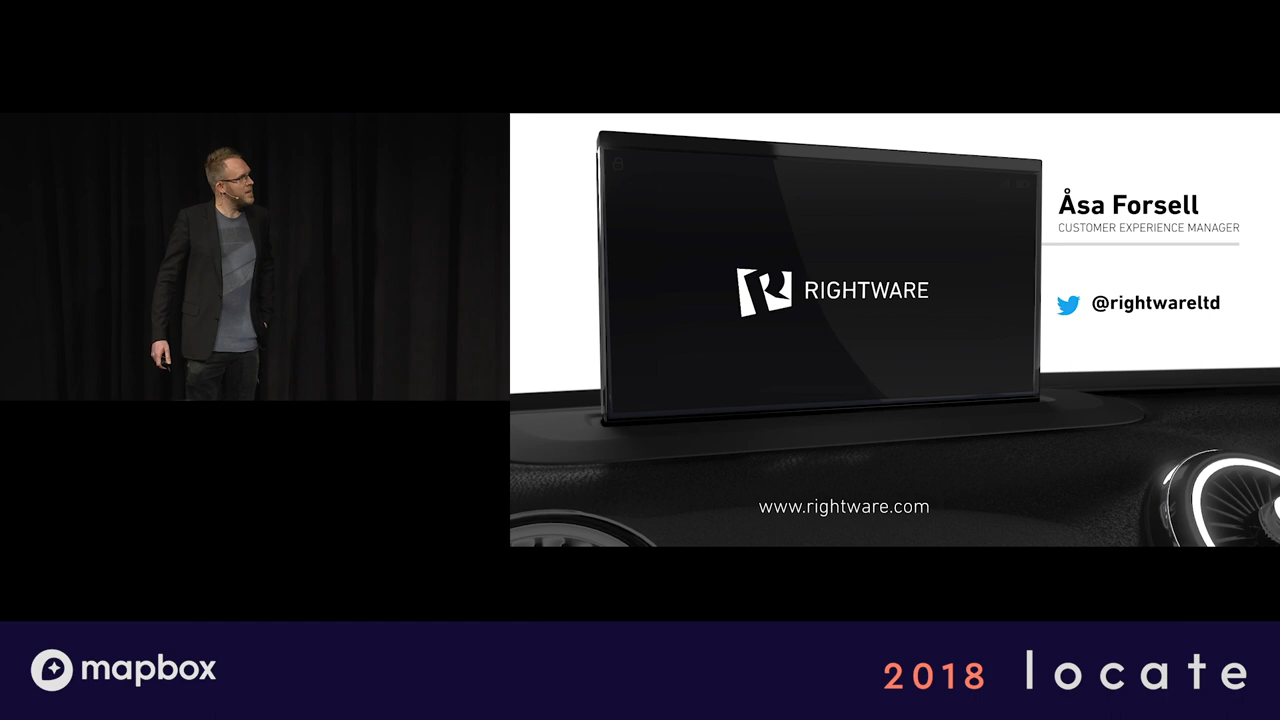 Åsa Forsell
CUSTOMER EXPERIENCE MANAGER
RIGHTWARE
@rightwareltd
www.rightware.com
mapbox
2018 locate